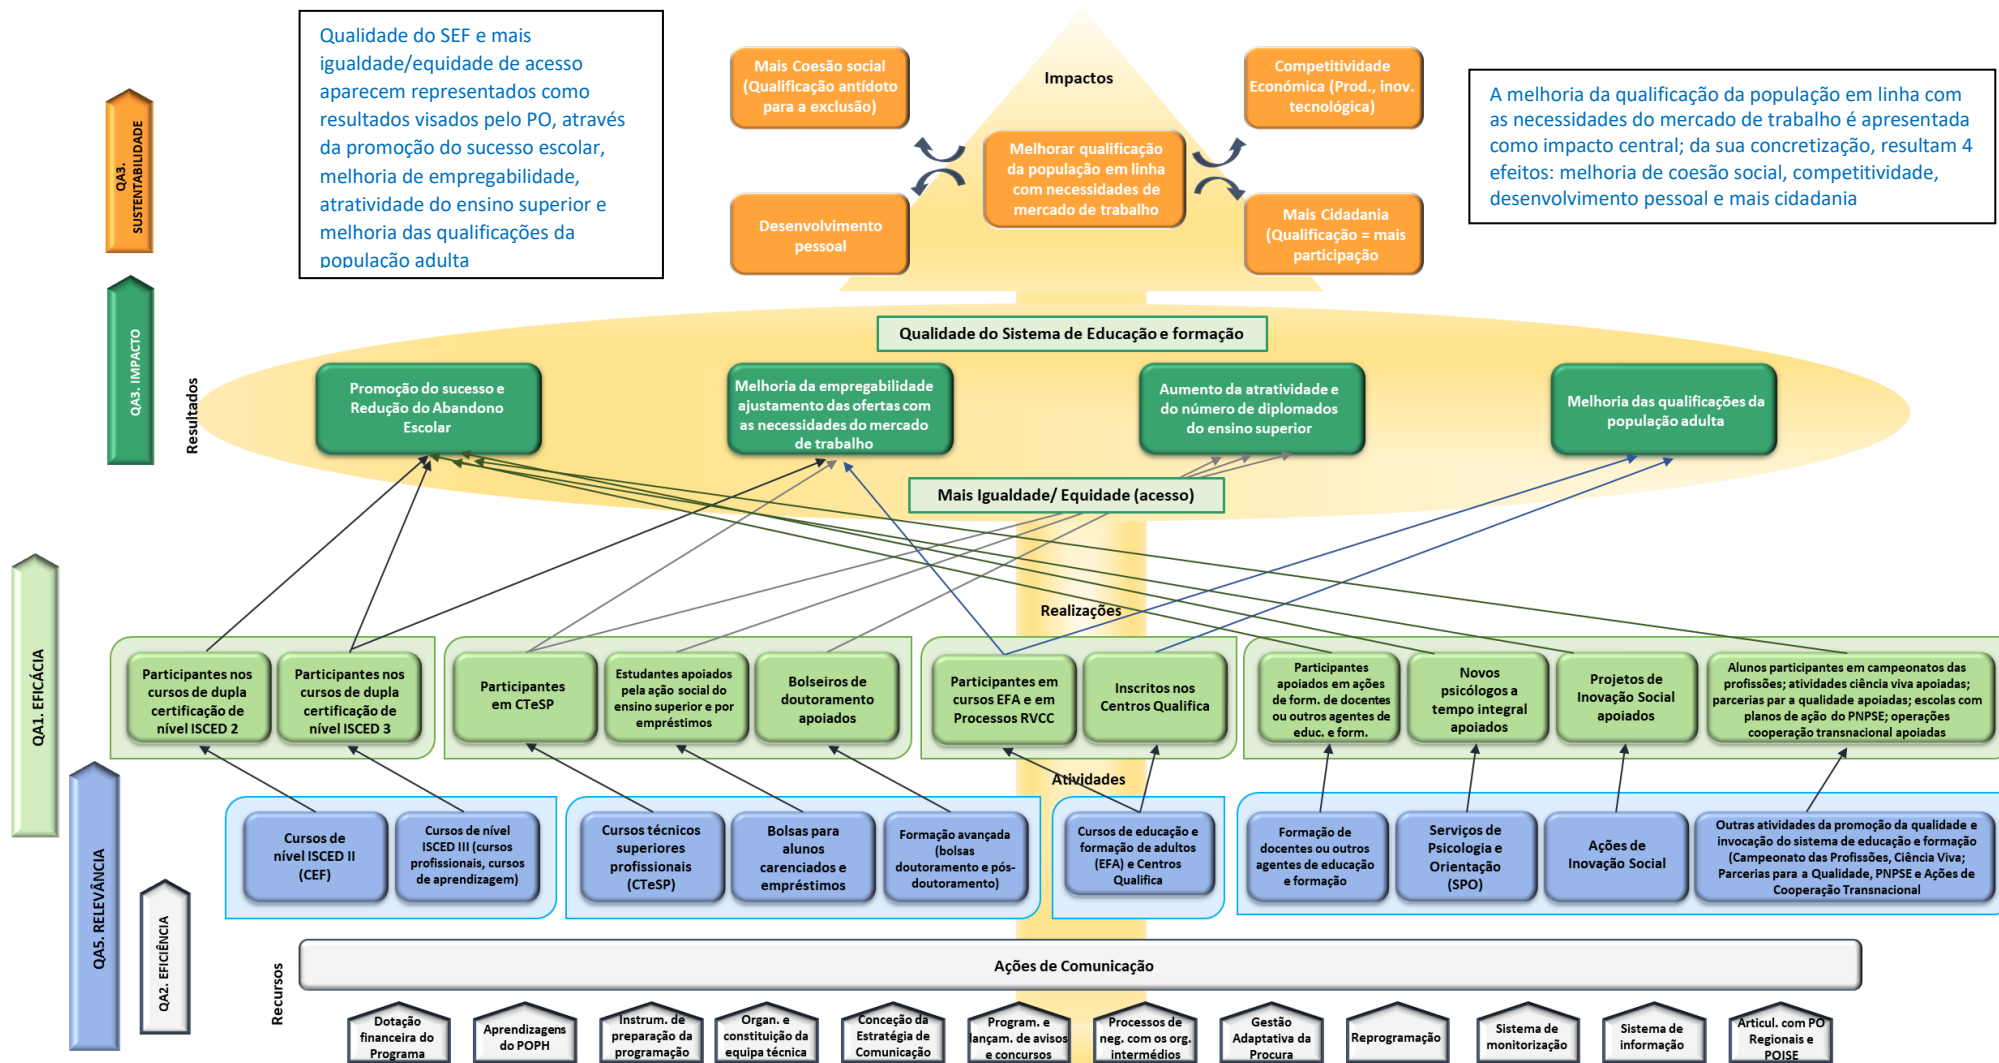 Qualidade do SEF e mais
igualdade/equidade de acesso
aparecem representados como
resultados visados pelo PO, através
da promoção do sucesso escolar,
melhoria de empregabilidade,
atratividade do ensino superior e
melhoria das qualificações da
população adulta
Impactos
Mais Coesão social
(Qualificação antídoto
para a exclusão)
Competitividade
Económica (Prod., inov.
tecnológica)
Melhorar qualificação
da população em linha
com necessidades de
mercado de trabalho
Desenvolvimento
pessoal
Mais Cidadania
(Qualificação = mais
participação
A melhoria da qualificação da população em linha com
as necessidades do mercado de trabalho é apresentada
como impacto central; da sua concretização, resultam 4
efeitos: melhoria de coesão social, competitividade,
desenvolvimento pessoal e mais cidadania
QA3.
SUSTENTABILIDADE
QA3. IMPACTO
Resultados
Qualidade do Sistema de Educação e formação
Promoção do sucesso e
Redução do Abandono
Escolar
Melhoria da empregabilidade
ajustamento das ofertas com
as necessidades do mercado
de trabalho
Aumento da atratividade e
do número de diplomados
do ensino superior
Melhoria das qualificações da
população adulta
Mais Igualdade/ Equidade (acesso)
QA1. EFICÁCIA
Realizações
Participantes nos
cursos de dupla
certificação de
nível ISCED 2
Participantes nos
cursos de dupla
certificação de
nível ISCED 3
Participantes
em CTeSP
Estudantes apoiados
pela ação social do
ensino superior e por
empréstimos
Bolseiros de
doutoramento
apoiados
Participantes em
cursos EFA e em
Processos RVCC
Inscritos nos
Centros Qualifica
Participantes
apoiados em ações
de form. de docentes
ou outros agentes de
educ. e form.
Novos
psicólogos a
tempo integral
apoiados
Projetos de
Inovação Social
apoiados
Alunos participantes em campeonatos das
profissões; atividades ciência viva apoiadas;
parcerias par a qualidade apoiadas; escolas com
planos de ação do PNPSE; operações
cooperação transnacional apoiadas
QA5. RELEVÂNCIA
QA2. EFICIÊNCIA
Atividades
Cursos de
nível ISCED II
(CEF)
Cursos de nível
ISCED III (cursos
profissionais, cursos
de aprendizagem)
Cursos técnicos
superiores
profissionais
(CTeSP)
Bolsas para
alunos
carenciados e
empréstimos
Formação avançada
(bolsas
doutoramento e pós-
doutoramento)
Cursos de educação e
formação de adultos
(EFA) e Centros
Qualifica
Formação de
docentes ou outros
agentes de educação
e formação
Serviços de
Psicologia e
Orientação
(SPO)
Ações de
Inovação Social
Outras atividades da promoção da qualidade e
invocação do sistema de educação e formação
(Campeonato das Profissões, Ciência Viva;
Parcerias para a Qualidade, PNPSE e Ações de
Cooperação Transnacional
Recursos
Ações de Comunicação
Dotação
financeira do
Programa
Aprendizagens
do POPH
Instrum. de
preparação da
programação
Organ. e
constituição da
equipa técnica
Conceção da
Estratégia de
Comunicação
Program. e
lançam. de avisos
e concursos
Processos de
neg. com os org.
intermédios
Gestão
Adaptativa da
Procura
Reprogramação
Sistema de
monitorização
Sistema de
informação
Articul. com PO
Regionais e
POISE